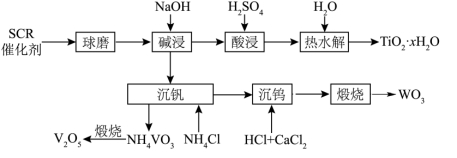 NaOH H₂SO₄ H₂O
SCR
催化剂 球磨 碱浸 酸浸 热水解 TiO₂·xH₂O
沉钒 沉钨 煅烧 WO₃
V₂O₅ 煅烧 NH₄VO₃ NH₄Cl HCl+CaCl₂